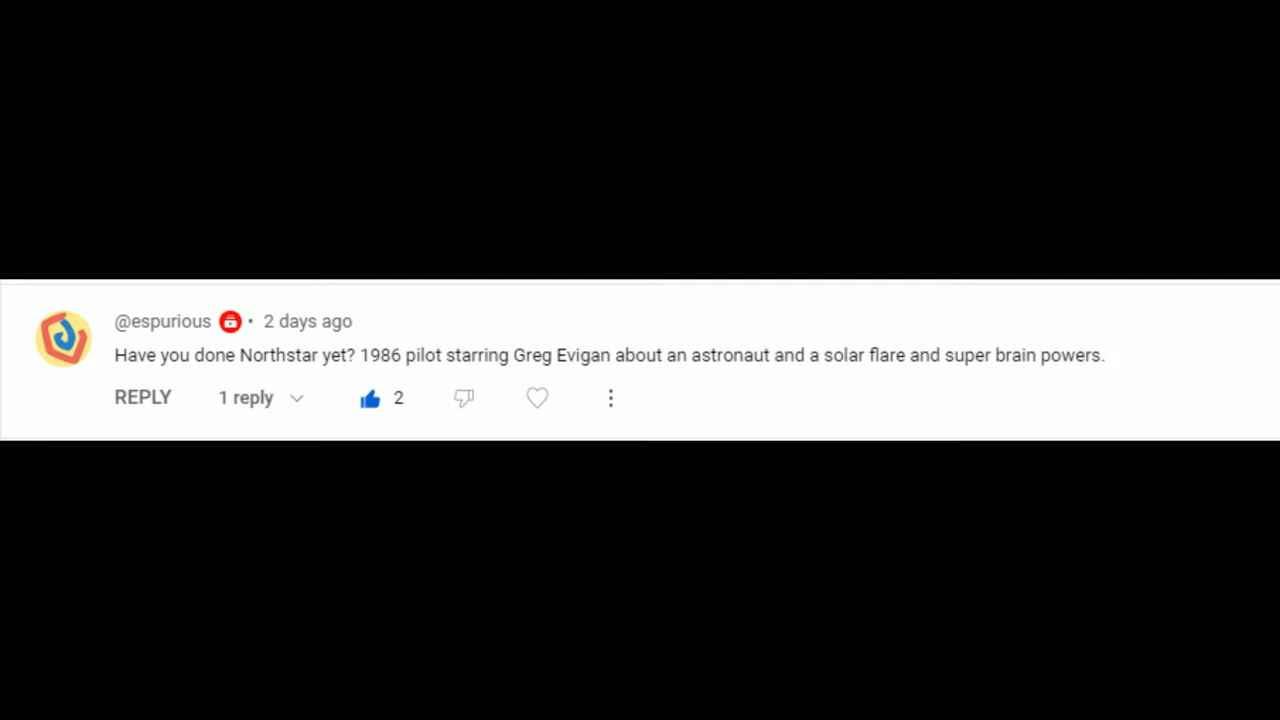 @espurious • 2 days ago
Have you done Northstar yet? 1986 pilot starring Greg Evigan about an astronaut and a solar flare and super brain powers.
REPLY 1 reply 2